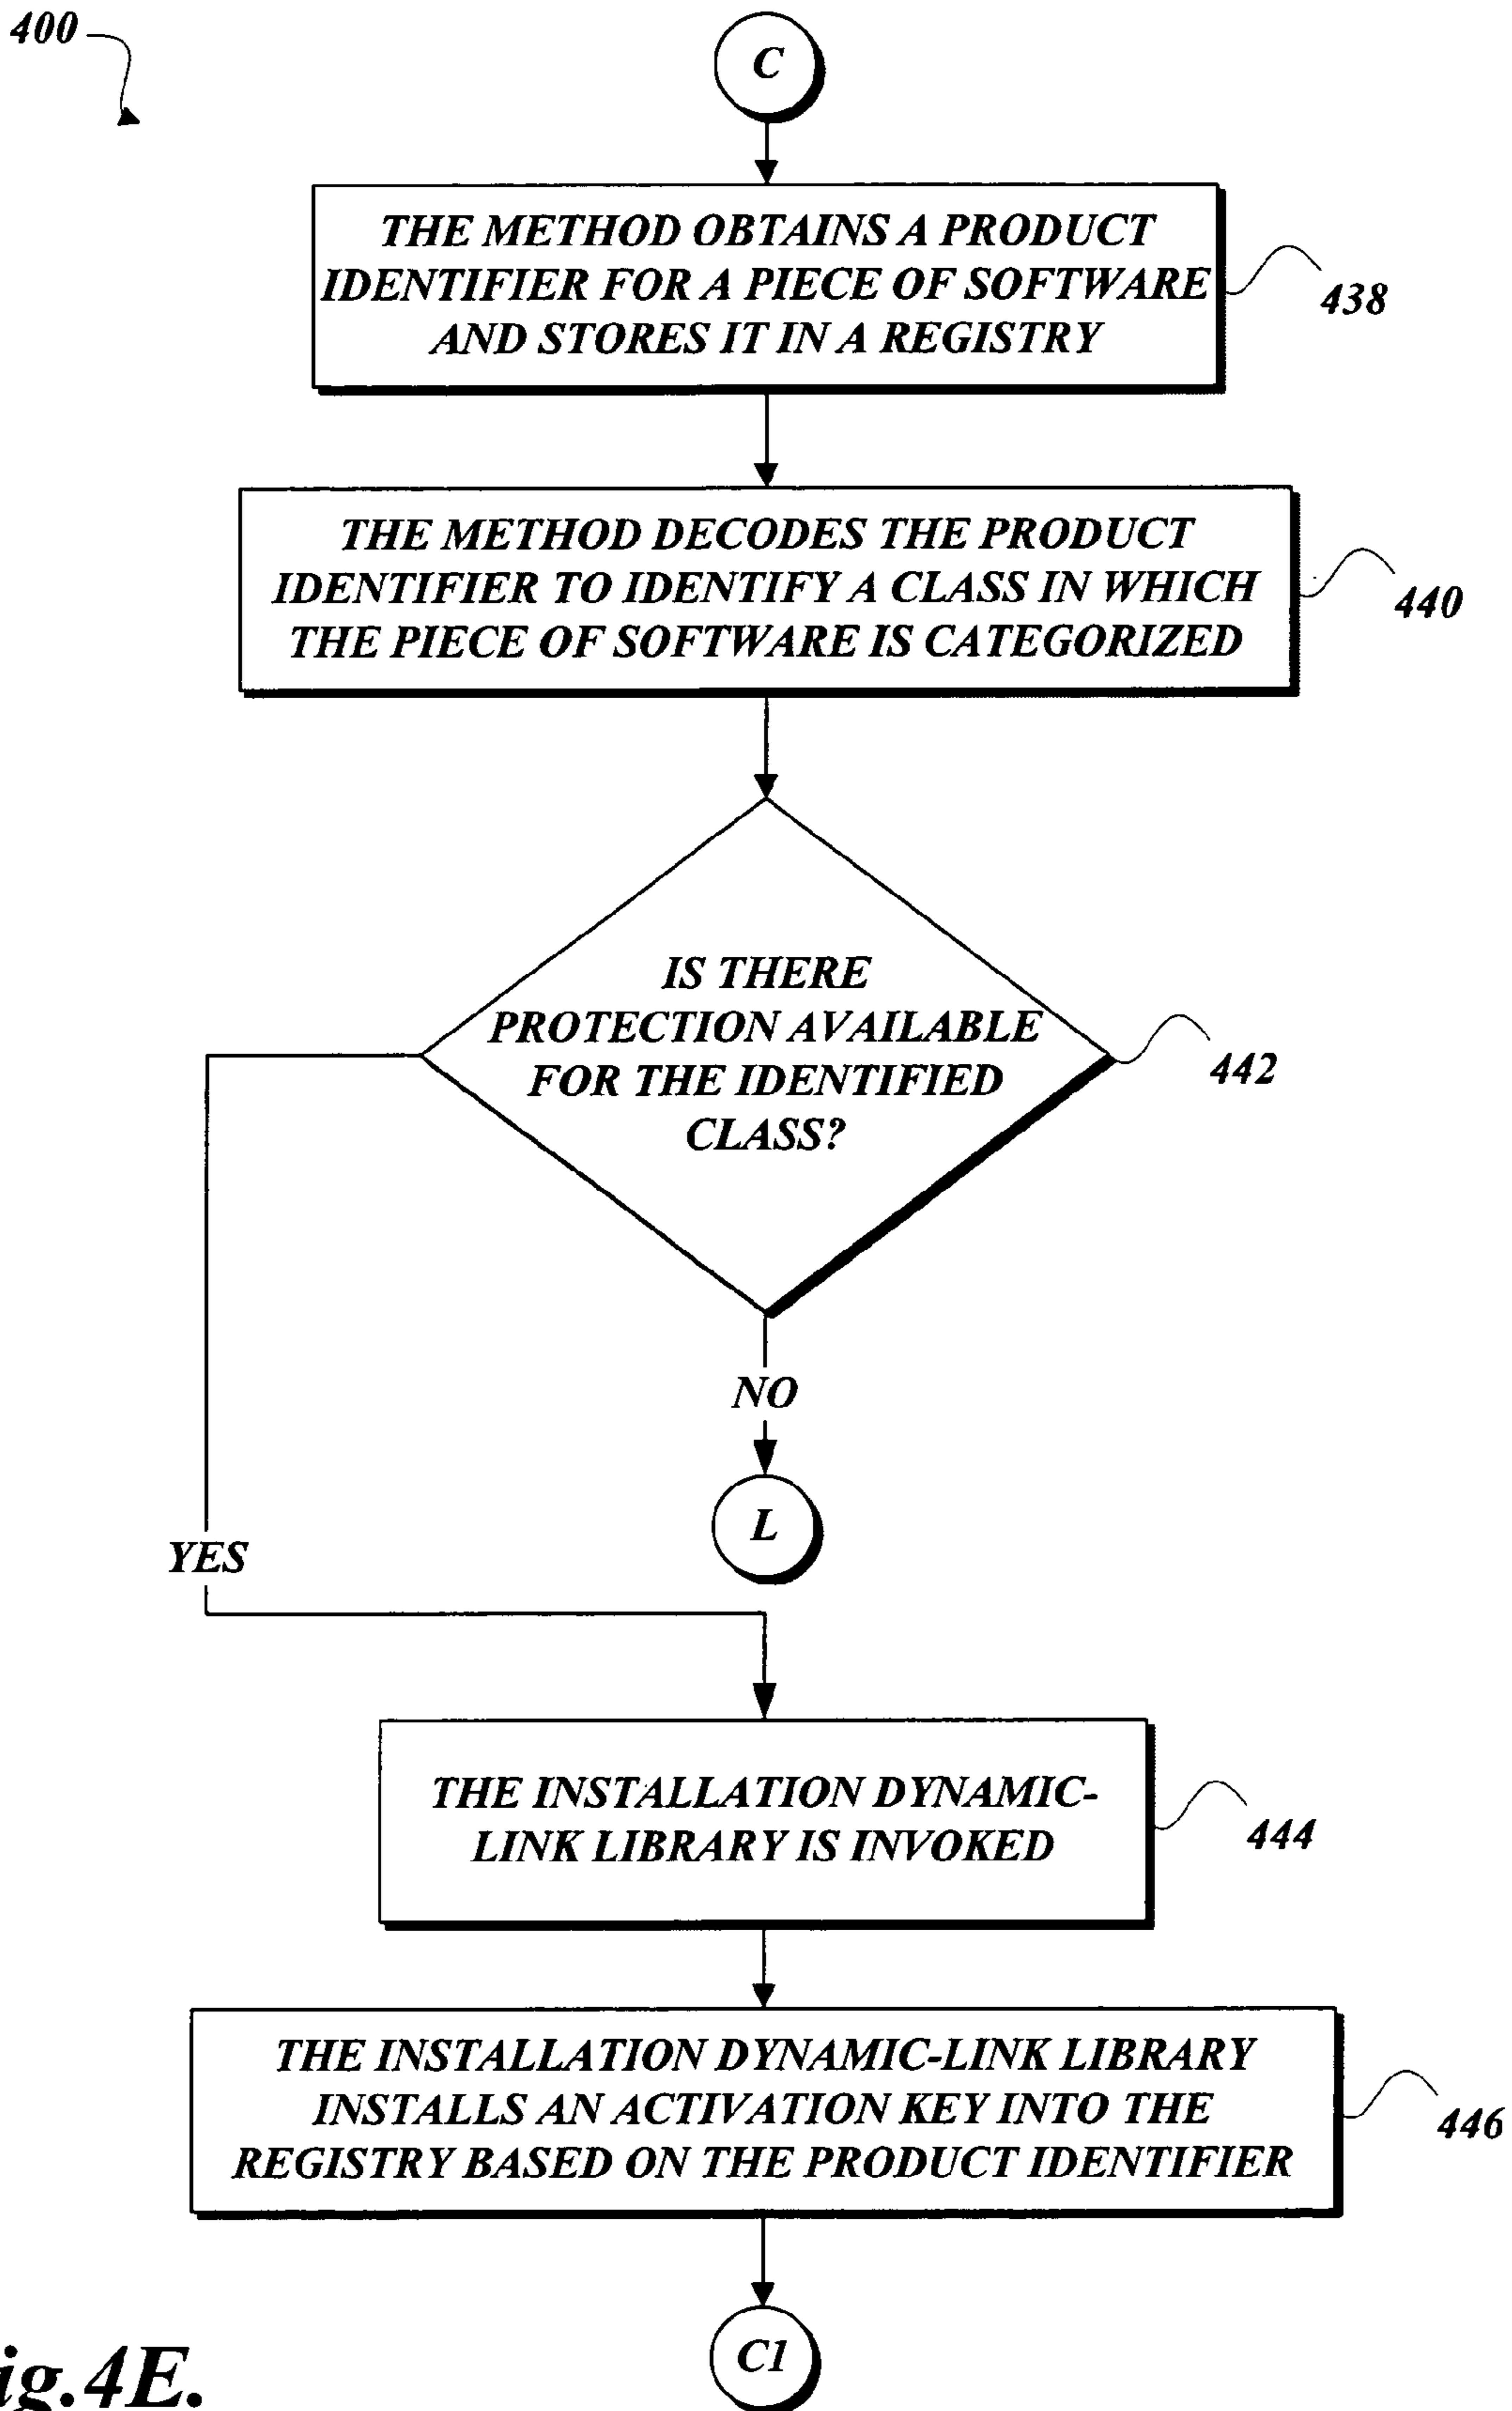 400
C
THE METHOD OBTAINS A PRODUCT
IDENTIFIER FOR A PIECE OF SOFTWARE
AND STORES IT IN A REGISTRY
438
THE METHOD DECODES THE PRODUCT
IDENTIFIER TO IDENTIFY A CLASS IN WHICH
THE PIECE OF SOFTWARE IS CATEGORIZED
440
IS THERE
PROTECTION AVAILABLE
FOR THE IDENTIFIED
CLASS?
442
NO
L
YES
THE INSTALLATION DYNAMIC-
LINK LIBRARY IS INVOKED
444
THE INSTALLATION DYNAMIC-LINK LIBRARY
INSTALLS AN ACTIVATION KEY INTO THE
REGISTRY BASED ON THE PRODUCT IDENTIFIER
446
C1
ig.4E.